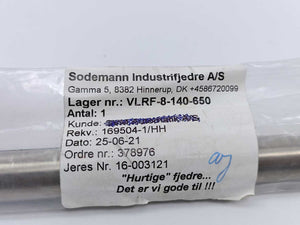 Sodemann Industrifjedre A/S
Gamma 5, 8382 Hinnerup, DK +4586720099
Lager nr.: VLRF-8-140-650
Antal: 1
Kunde:
Rekv.: 169504-1/HH
Dato: 25-06-21
Ordre nr.: 378976
Jeres Nr. 16-003121
"Hurtige" fjedre...
Det er vi gode til !!!